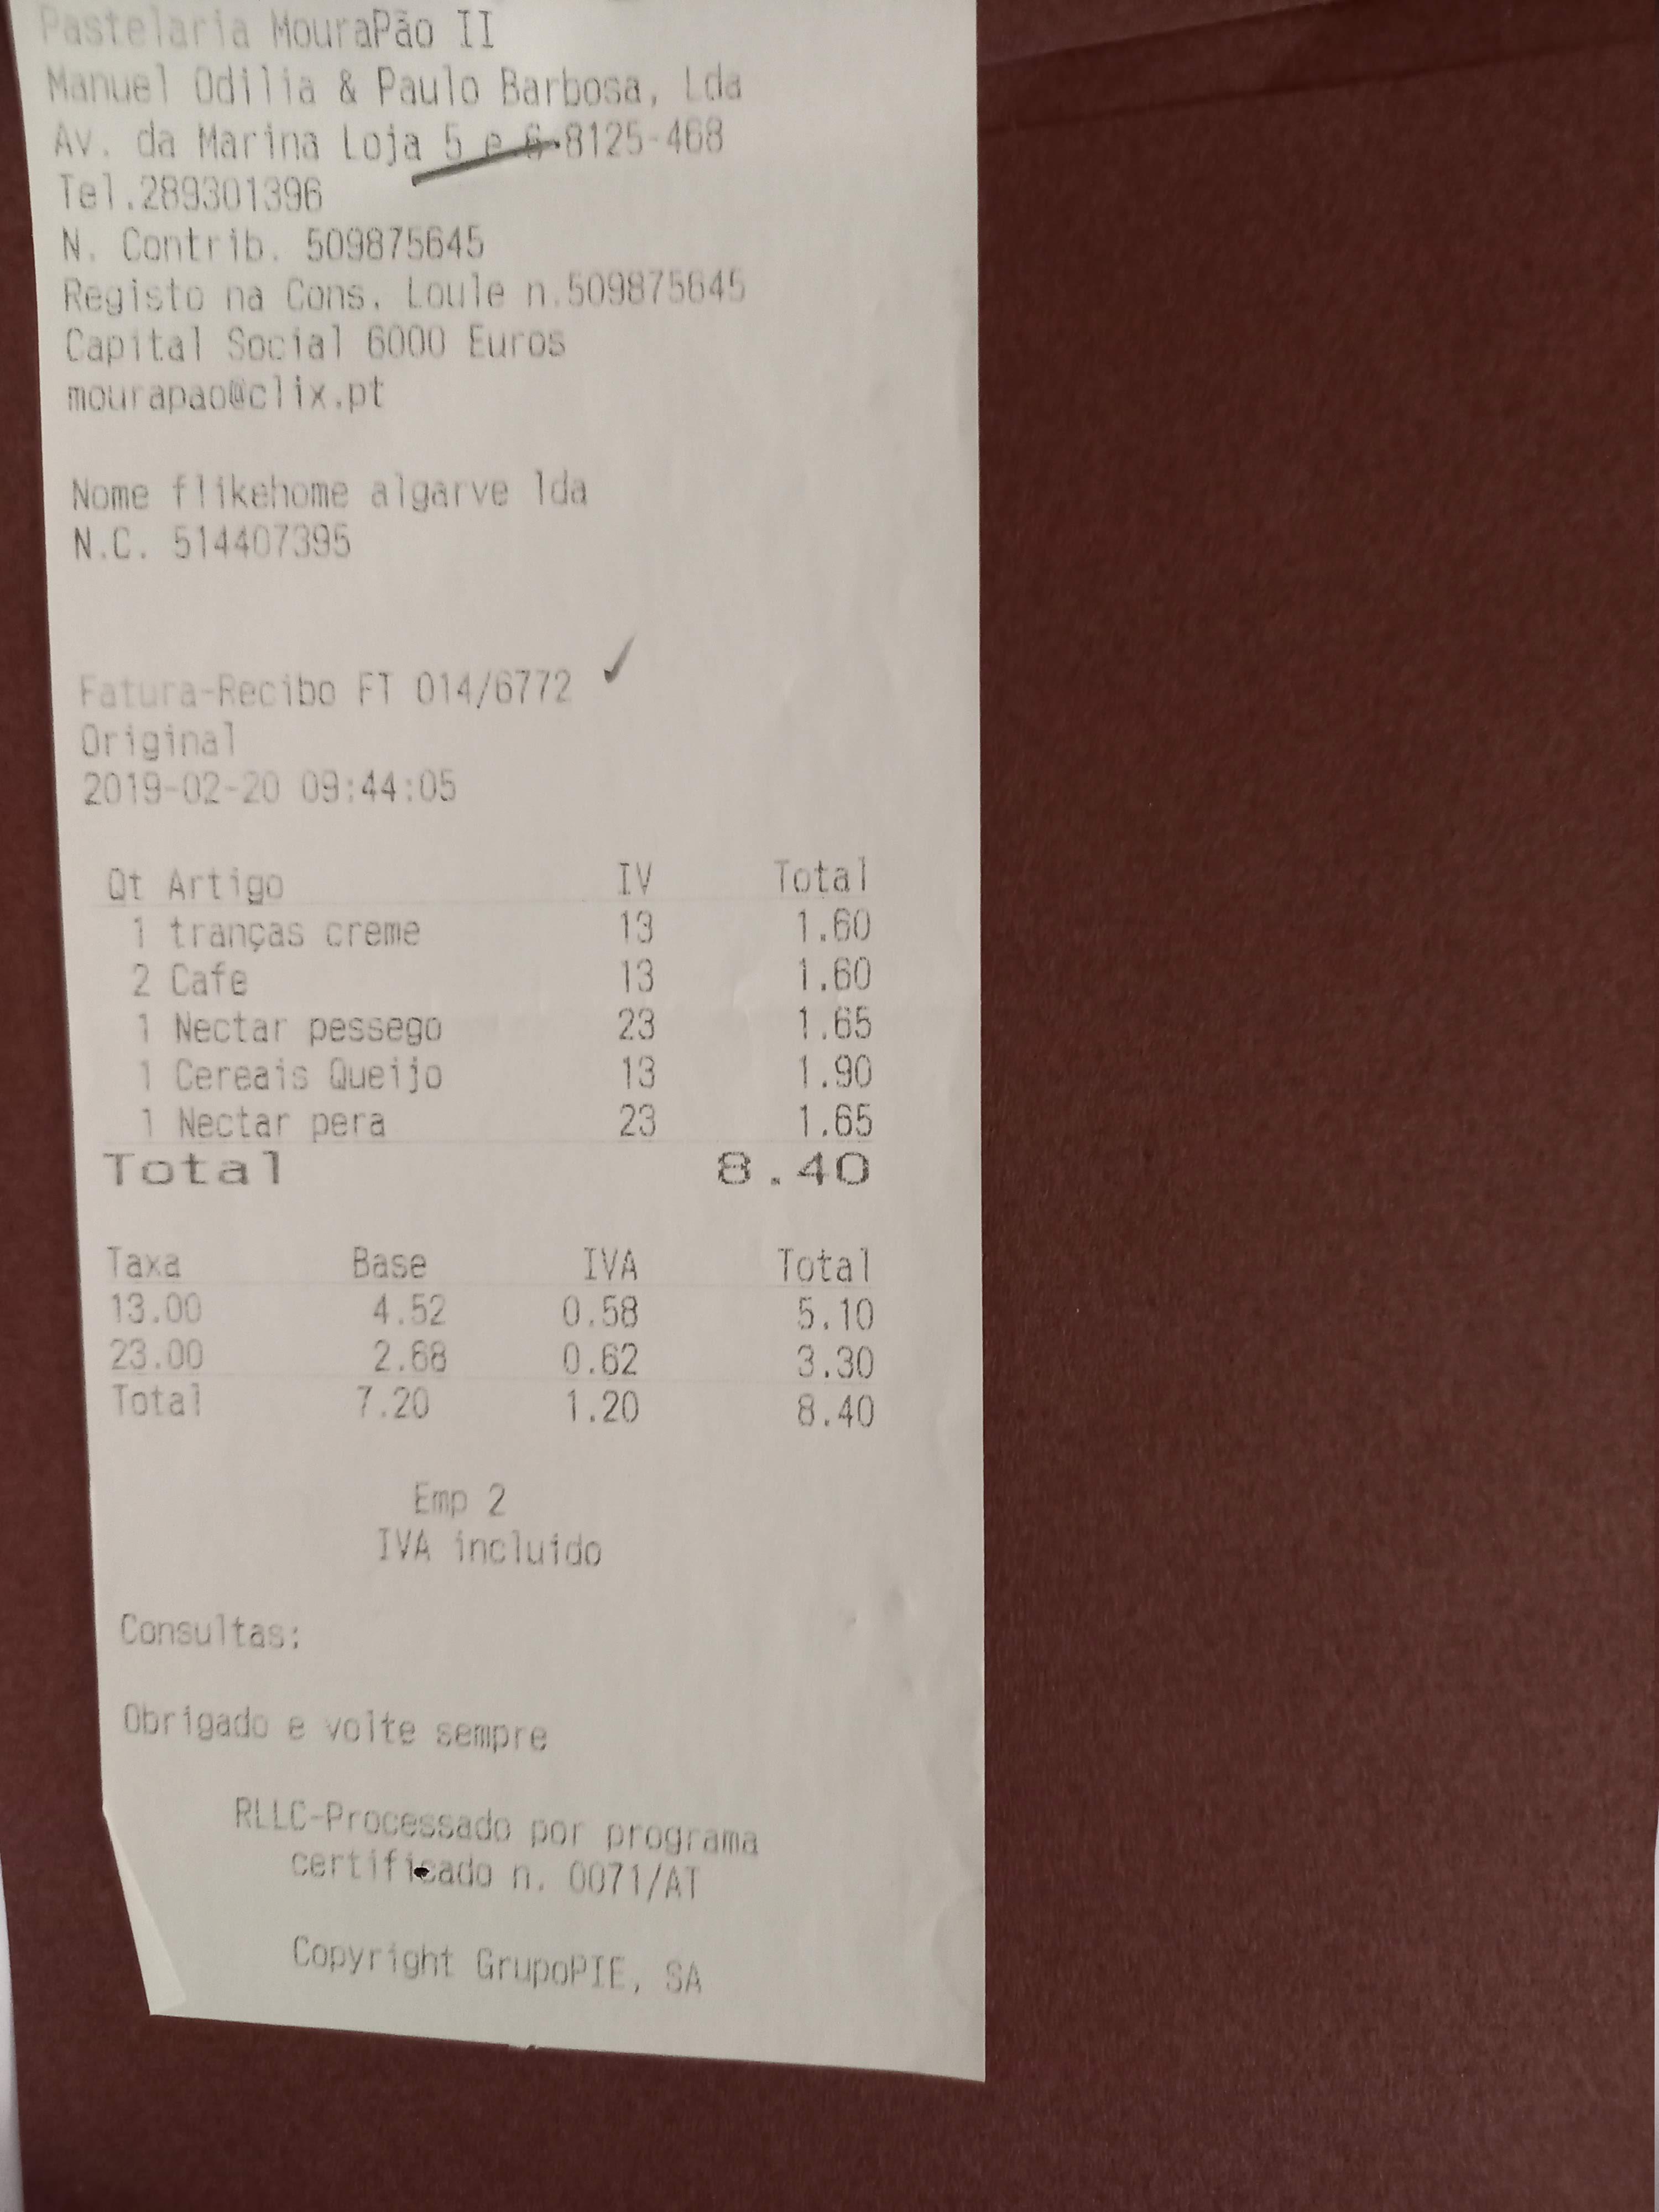 Pastelaria MouraPão II
Manuel Odilia & Paulo Barbosa, Lda
Av. da Marina Loja 5 e 6-8125-468
Tel.289301396
N. Contrib. 509875645
Registo na Cons. Loule n.509875645
Capital Social 6000 Euros
mourapao@clix.pt
Nome flikehome algarve lda
N.C. 514407395
Fatura-Recibo FT 014/6772
Original
2019-02-20 09:44:05
Qt Artigo IV Total
1 tranças creme 13 1.60
2 Cafe 13 1.60
1 Nectar pessego 23 1.65
1 Cereais Queijo 13 1.90
1 Nectar pera 23 1.65
Total 8.40
Taxa Base IVA Total
13.00 4.52 0.58 5.10
23.00 2.68 0.62 3.30
Total 7.20 1.20 8.40
Emp 2
IVA incluido
Consultas:
Obrigado e volte sempre
RLLC-Processado por programa
certificado n. 0071/AT
Copyright GrupoPIE, SA